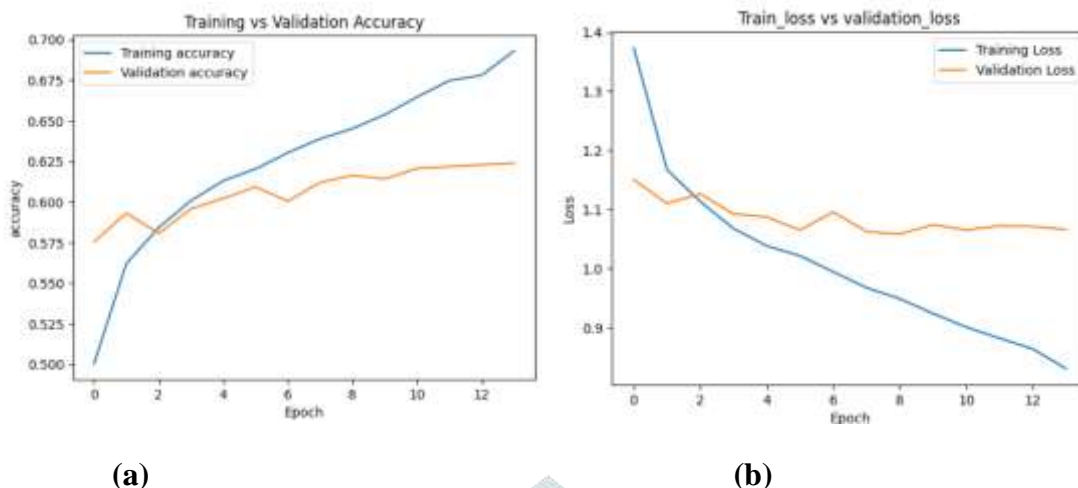 Training vs Validation Accuracy
Training accuracy
Validation accuracy
0.700
0.675
0.650
0.625
0.600
0.575
0.550
0.525
0.500
accuracy
0 2 4 6 8 10 12
Epoch
(a)
Train_loss vs validation_loss
Training Loss
Validation Loss
1.4
1.3
1.2
1.1
1.0
0.9
Loss
0 2 4 6 8 10 12
Epoch
(b)